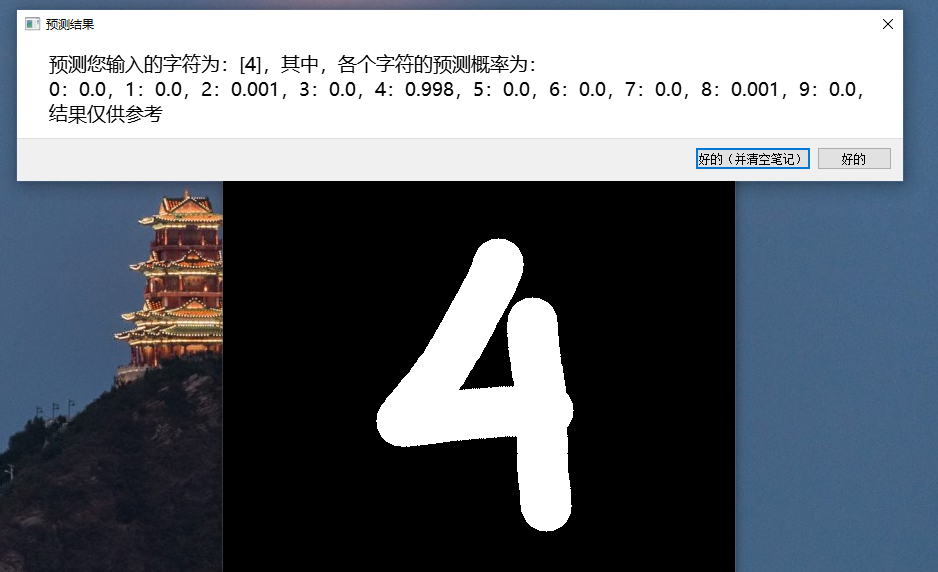 预测结果
预测您输入的字符为：[4]，其中，各个字符的预测概率为：
0：0.0，1：0.0，2：0.001，3：0.0，4：0.998，5：0.0，6：0.0，7：0.0，8：0.001，9：0.0，
结果仅供参考
好的（并清空笔记） 好的
4